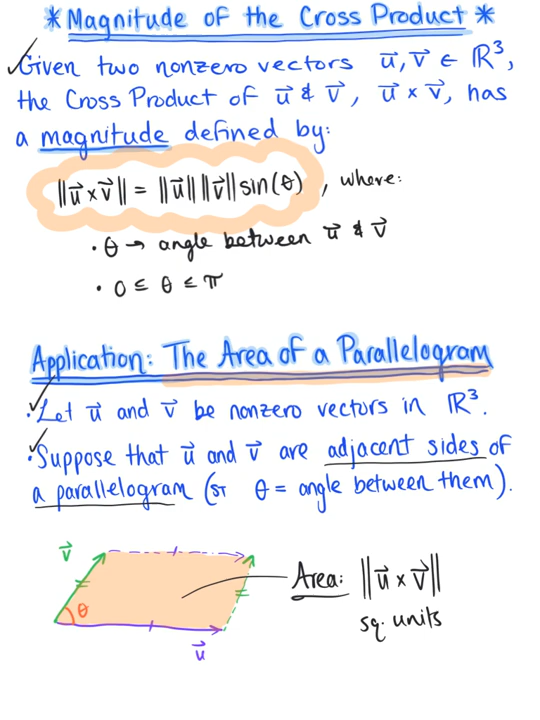 * Magnitude of the Cross Product *
Given two nonzero vectors u⃗, v⃗ ∈ ℝ³,
the Cross Product of u⃗ & v⃗, u⃗ × v⃗, has
a magnitude defined by:
‖u⃗ × v⃗‖ = ‖u⃗‖ ‖v⃗‖ sin(θ), where:
• θ → angle between u⃗ & v⃗
• 0 ≤ θ ≤ π
Application: The Area of a Parallelogram
• Let u⃗ and v⃗ be nonzero vectors in ℝ³.
• Suppose that u⃗ and v⃗ are adjacent sides of
a parallelogram (st θ = angle between them).
v⃗
Area: ‖u⃗ × v⃗‖
θ
sq. units
u⃗